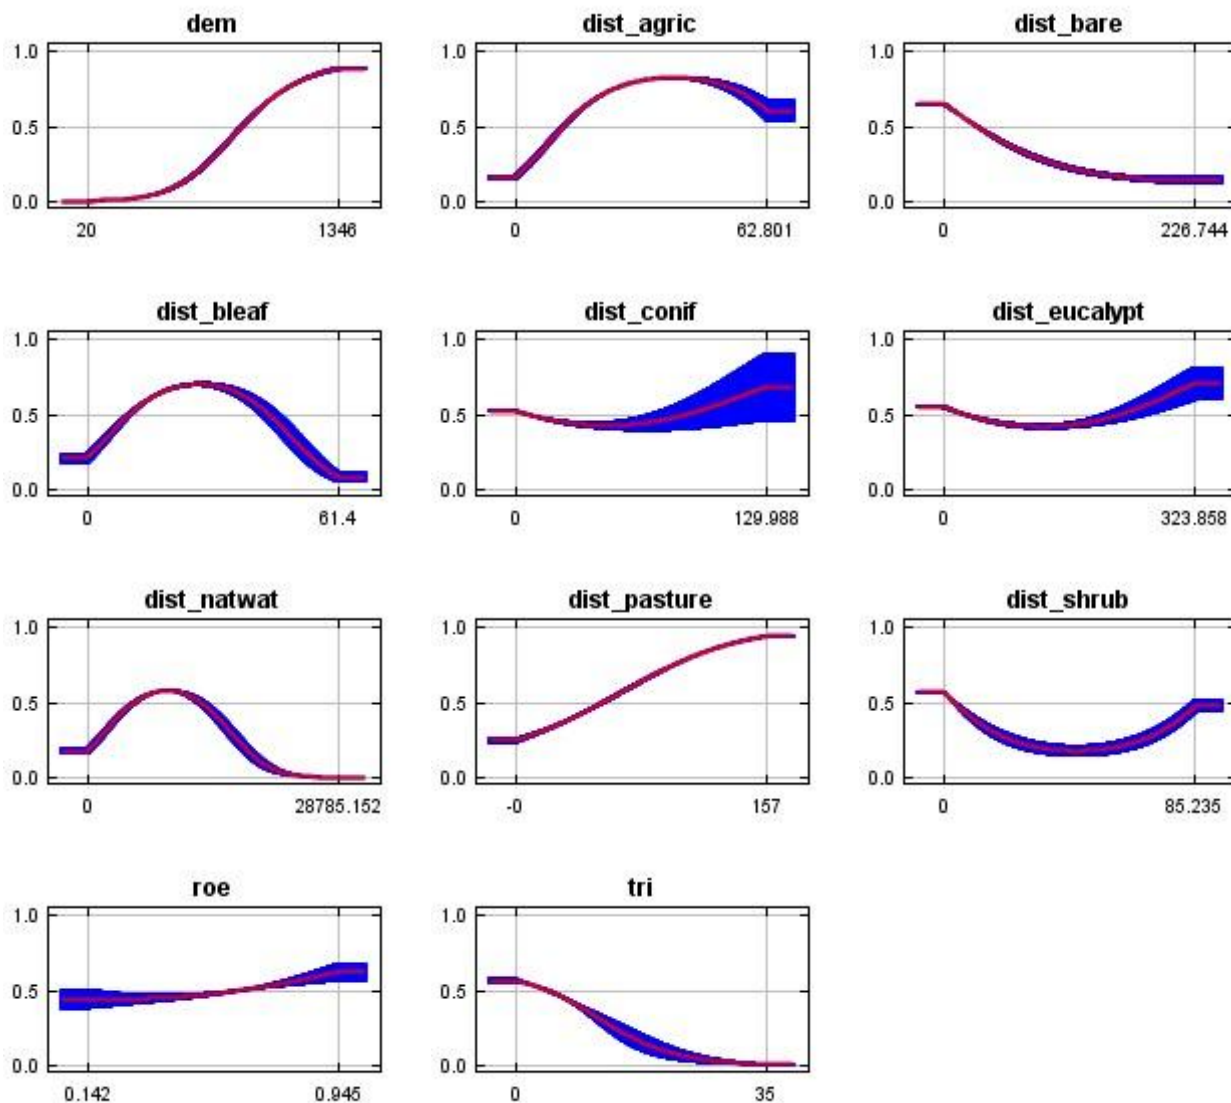 dem dist_agric dist_bare
1.0 1.0 1.0
0.5 0.5 0.5
0.0 0.0 0.0
20 1346 0 62.801 0 226.744
dist_bleaf dist_conif dist_eucalypt
1.0 1.0 1.0
0.5 0.5 0.5
0.0 0.0 0.0
0 61.4 0 129.988 0 323.858
dist_natwat dist_pasture dist_shrub
1.0 1.0 1.0
0.5 0.5 0.5
0.0 0.0 0.0
0 28785.152 -0 157 0 85.235
roe tri
1.0 1.0
0.5 0.5
0.0 0.0
0.142 0.945 0 35